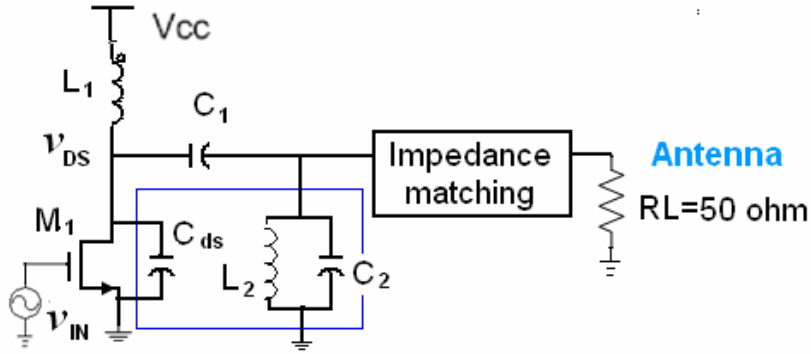 Vcc
L1
C1
vDS
Impedance
matching
Antenna
RL=50 ohm
M1
Cds
L2
C2
vIN